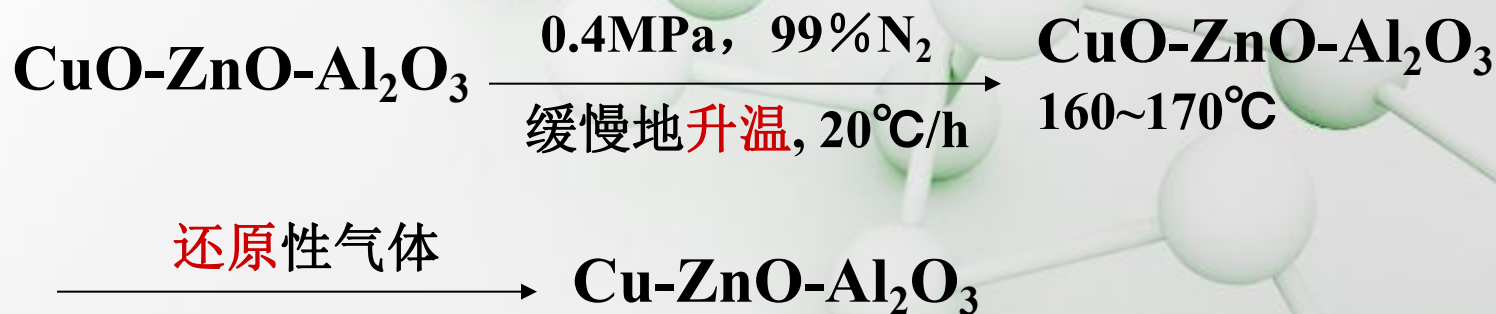 CuO-ZnO-Al₂O₃
0.4MPa，99%N₂
缓慢地升温, 20℃/h
CuO-ZnO-Al₂O₃
160~170℃
还原性气体
Cu-ZnO-Al₂O₃